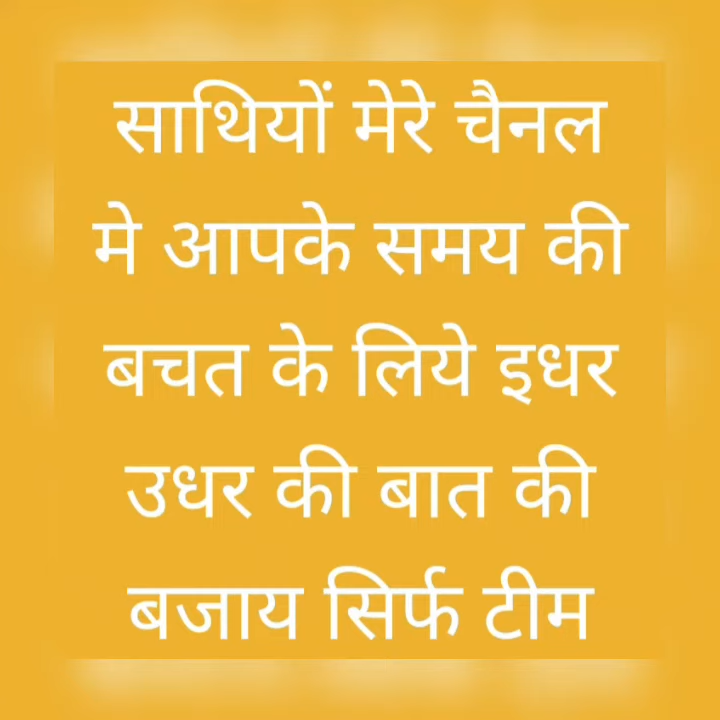 साथियों मेरे चैनल
मे आपके समय की
बचत के लिये इधर
उधर की बात की
बजाय सिर्फ टीम